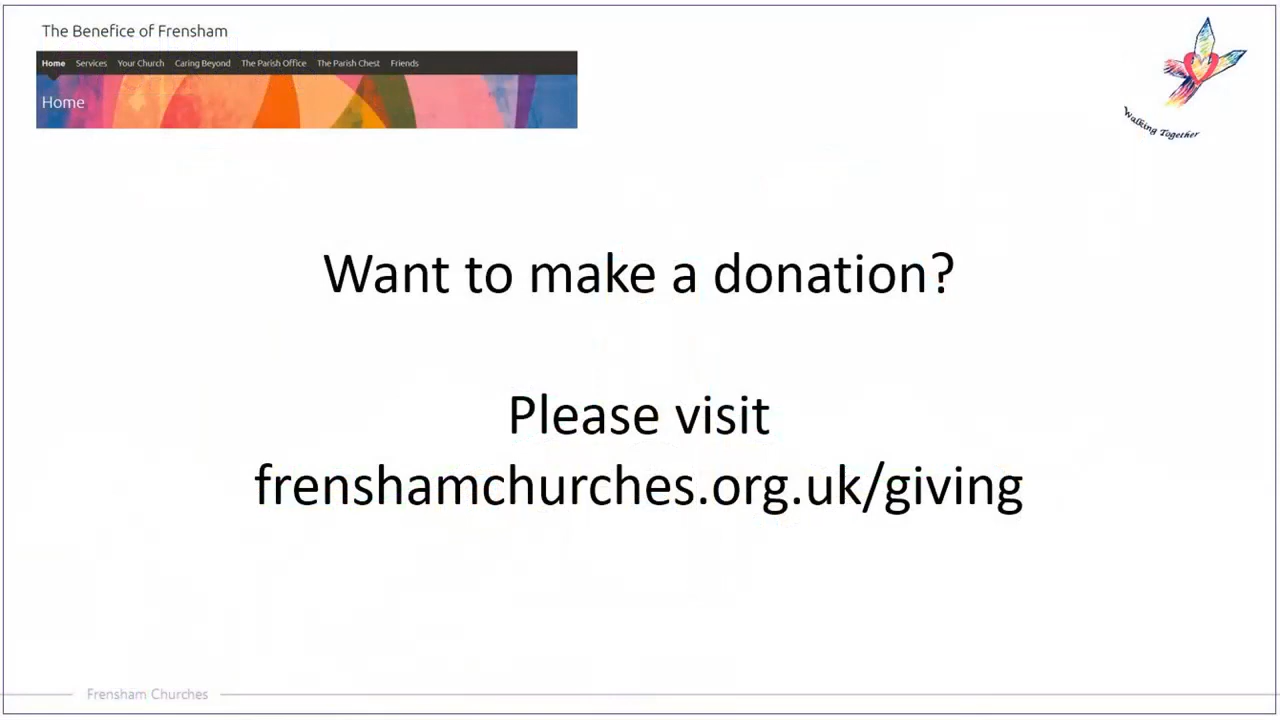 The Benefice of Frensham
Home Services Your Church Caring Beyond The Parish Office The Parish Chest Friends
Home
Walking Together
Want to make a donation?
Please visit
frenshamchurches.org.uk/giving
Frensham Churches